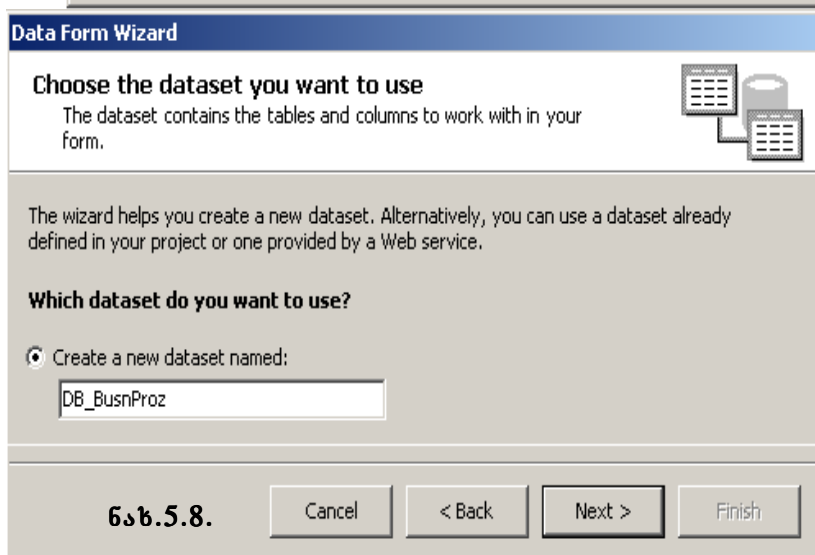 Data Form Wizard
Choose the dataset you want to use
The dataset contains the tables and columns to work with in your
form.
The wizard helps you create a new dataset. Alternatively, you can use a dataset already
defined in your project or one provided by a Web service.
Which dataset do you want to use?
Create a new dataset named:
DB_BusnProz
ნახ.5.8.
Cancel
< Back
Next >
Finish